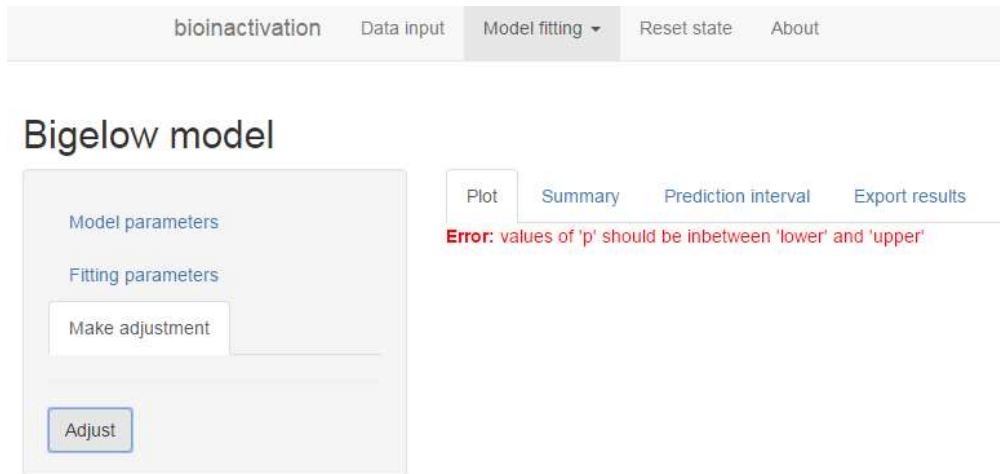 bioinactivation Data input Model fitting Reset state About
Bigelow model
Plot Summary Prediction interval Export results
Error: values of 'p' should be inbetween 'lower' and 'upper'
Model parameters
Fitting parameters
Make adjustment
Adjust